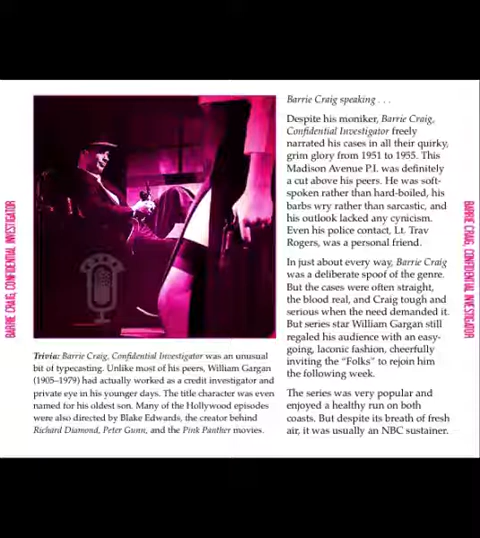 BARRIE CRAIG, CONFIDENTIAL INVESTIGATOR
Trivia: Barrie Craig, Confidential Investigator was an unusual
bit of typecasting. Unlike most of his peers, William Gargan
(1905–1979) had actually worked as a credit investigator and
private eye in his younger days. The title character was even
named for his oldest son. Many of the Hollywood episodes
were also directed by Blake Edwards, the creator behind
Richard Diamond, Peter Gunn, and the Pink Panther movies.
Barrie Craig speaking . . .
Despite his moniker, Barrie Craig,
Confidential Investigator freely
narrated his cases in all their quirky,
grim glory from 1951 to 1955. This
Madison Avenue P.I. was definitely
a cut above his peers. He was soft-
spoken rather than hard-boiled, his
barbs wry rather than sarcastic, and
his outlook lacked any cynicism.
Even his police contact, Lt. Trav
Rogers, was a personal friend.
In just about every way, Barrie Craig
was a deliberate spoof of the genre.
But the cases were often straight,
the blood real, and Craig tough and
serious when the need demanded it.
But series star William Gargan still
regaled his audience with an easy-
going, laconic fashion, cheerfully
inviting the “Folks” to rejoin him
the following week.
The series was very popular and
enjoyed a healthy run on both
coasts. But despite its breath of fresh
air, it was usually an NBC sustainer.
BARRIE CRAIG, CONFIDENTIAL INVESTIGATOR